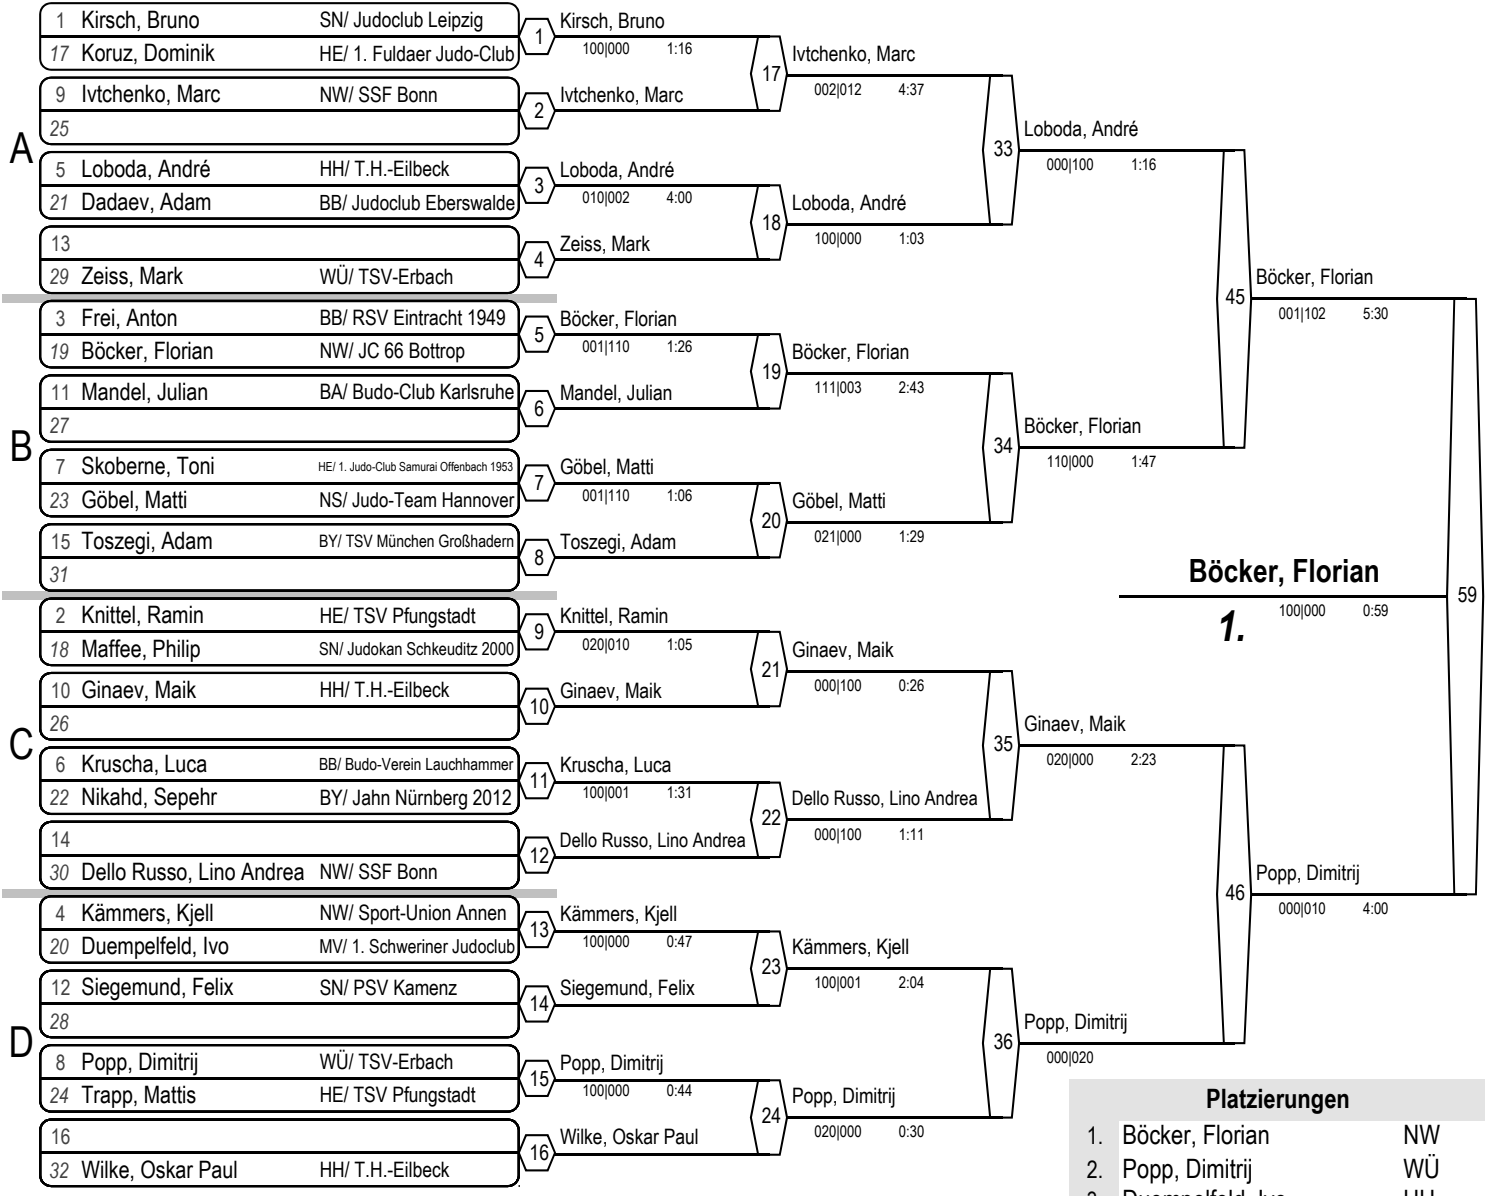 1 Kirsch, Bruno SN/ Judoclub Leipzig
17 Koruz, Dominik HE/ 1. Fuldaer Judo-Club
9 Ivtchenko, Marc NW/ SSF Bonn
25
A
5 Loboda, André HH/ T.H.-Eilbeck
21 Dadaev, Adam BB/ Judoclub Eberswalde
13
29 Zeiss, Mark WÜ/ TSV-Erbach
3 Frei, Anton BB/ RSV Eintracht 1949
19 Böcker, Florian NW/ JC 66 Bottrop
11 Mandel, Julian BA/ Budo-Club Karlsruhe
27
B
7 Skoberne, Toni HE/ 1. Judo-Club Samurai Offenbach 1953
23 Göbel, Matti NS/ Judo-Team Hannover
15 Toszegi, Adam BY/ TSV München Großhadern
31
2 Knittel, Ramin HE/ TSV Pfungstadt
18 Maffee, Philip SN/ Judokan Schkeuditz 2000
10 Ginaev, Maik HH/ T.H.-Eilbeck
26
C
6 Kruscha, Luca BB/ Budo-Verein Lauchhammer
22 Nikahd, Sepehr BY/ Jahn Nürnberg 2012
14
30 Dello Russo, Lino Andrea NW/ SSF Bonn
4 Kämmers, Kjell NW/ Sport-Union Annen
20 Duempelfeld, Ivo MV/ 1. Schweriner Judoclub
12 Siegemund, Felix SN/ PSV Kamenz
28
D
8 Popp, Dimitrij WÜ/ TSV-Erbach
24 Trapp, Mattis HE/ TSV Pfungstadt
16
32 Wilke, Oskar Paul HH/ T.H.-Eilbeck
1 Kirsch, Bruno
100|000 1:16
2 Ivtchenko, Marc
3 Loboda, André
010|002 4:00
4 Zeiss, Mark
5 Böcker, Florian
001|110 1:26
6 Mandel, Julian
7 Göbel, Matti
001|110 1:06
8 Toszegi, Adam
9 Knittel, Ramin
020|010 1:05
10 Ginaev, Maik
11 Kruscha, Luca
100|001 1:31
12 Dello Russo, Lino Andrea
13 Kämmers, Kjell
100|000 0:47
14 Siegemund, Felix
15 Popp, Dimitrij
100|000 0:44
16 Wilke, Oskar Paul
17 Ivtchenko, Marc
002|012 4:37
18 Loboda, André
100|000 1:03
19 Böcker, Florian
111|003 2:43
20 Göbel, Matti
021|000 1:29
21 Ginaev, Maik
000|100 0:26
22 Dello Russo, Lino Andrea
000|100 1:11
23 Kämmers, Kjell
100|001 2:04
24 Popp, Dimitrij
020|000 0:30
33 Loboda, André
000|100 1:16
34 Böcker, Florian
110|000 1:47
35 Ginaev, Maik
020|000 2:23
36 Popp, Dimitrij
000|020
45 Böcker, Florian
001|102 5:30
46 Popp, Dimitrij
000|010 4:00
Böcker, Florian
59
1. 100|000 0:59
Platzierungen
1. Böcker, Florian NW
2. Popp, Dimitrij WÜ